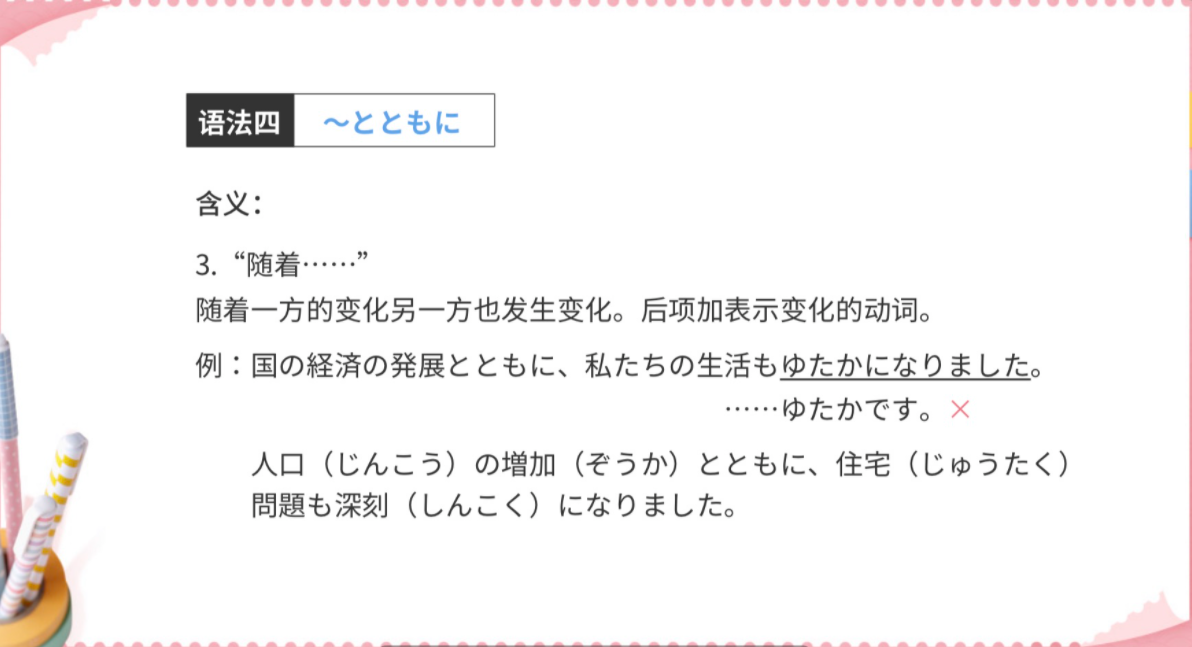 语法四 ～とともに
含义：
3.“随着……”
随着一方的变化另一方也发生变化。后项加表示变化的动词。
例：国の経済の発展とともに、私たちの生活もゆたかになりました。
……ゆたかです。×
人口（じんこう）の増加（ぞうか）とともに、住宅（じゅうたく）
問題も深刻（しんこく）になりました。